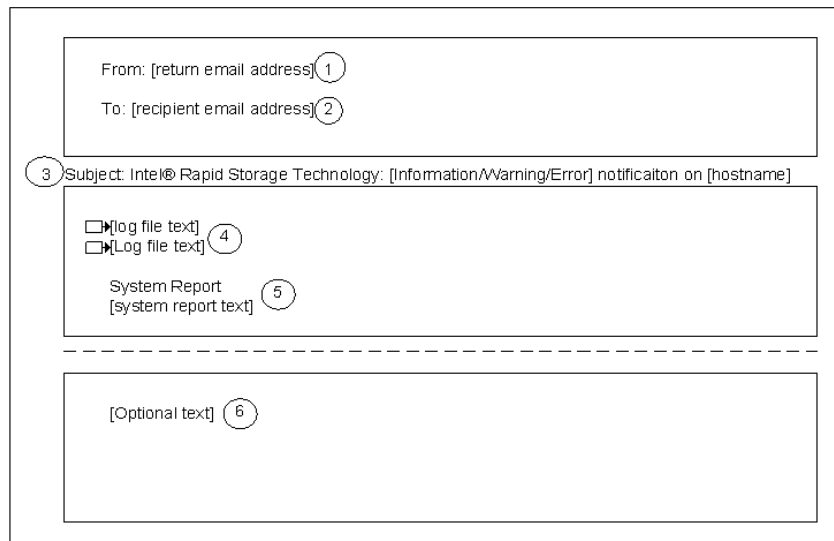 From: [return email address] 1
To: [recipient email address] 2
3 Subject: Intel® Rapid Storage Technology: [Information/Warning/Error] notificaiton on [hostname]
[log file text]
[Log file text] 4
System Report
[system report text] 5
[Optional text] 6